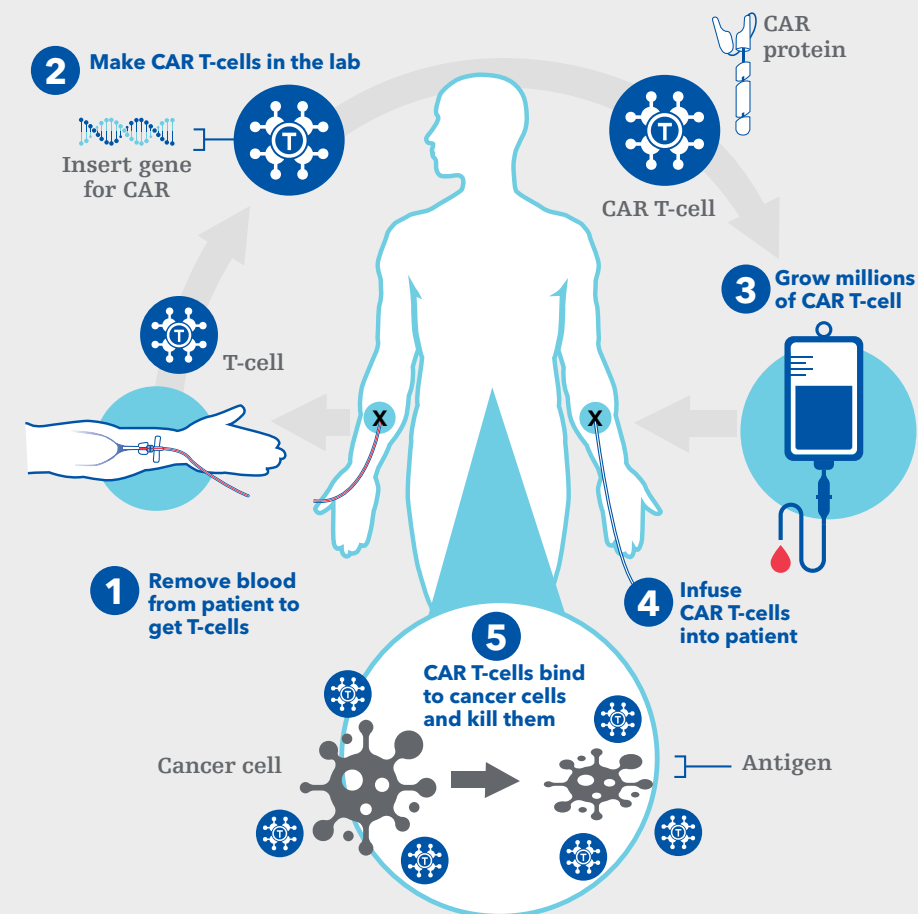 1
Remove blood
from patient to
get T-cells
T
T-cell
2
Make CAR T-cells in the lab
Insert gene
for CAR
T
CAR
protein
T
CAR T-cell
3
Grow millions
of CAR T-cell
X
X
4
Infuse
CAR T-cells
into patient
5
CAR T-cells bind
to cancer cells
and kill them
Cancer cell
Antigen
T
T
T
T
T
T